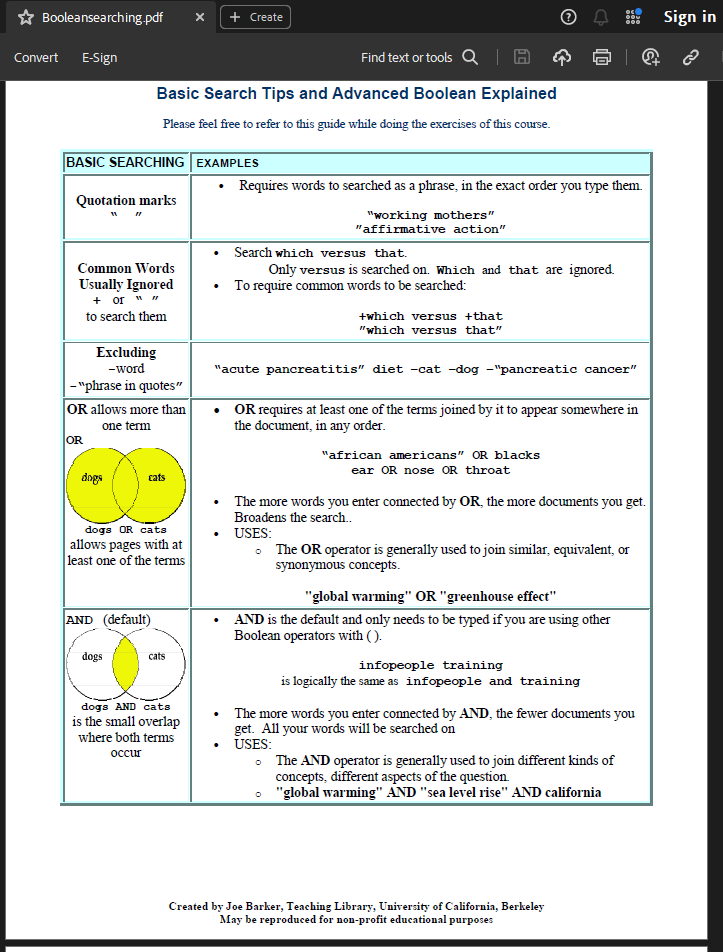 Booleansearching.pdf
Create
Sign in
Convert
E-Sign
Find text or tools
Basic Search Tips and Advanced Boolean Explained
Please feel free to refer to this guide while doing the exercises of this course.
BASIC SEARCHING
EXAMPLES
Quotation marks
“ ”
• Requires words to searched as a phrase, in the exact order you type them.
“working mothers”
”affirmative action”
Common Words
Usually Ignored
+ or “ ”
to search them
• Search which versus that.
Only versus is searched on. Which and that are ignored.
• To require common words to be searched:
+which versus +that
”which versus that”
Excluding
–word
–“phrase in quotes”
“acute pancreatitis” diet –cat –dog –“pancreatic cancer”
OR allows more than
one term
OR
dogs
cats
dogs OR cats
allows pages with at
least one of the terms
• OR requires at least one of the terms joined by it to appear somewhere in
the document, in any order.
“african americans” OR blacks
ear OR nose OR throat
• The more words you enter connected by OR, the more documents you get.
Broadens the search..
• USES:
o The OR operator is generally used to join similar, equivalent, or
synonymous concepts.
"global warming" OR "greenhouse effect"
AND (default)
dogs
cats
dogs AND cats
is the small overlap
where both terms
occur
• AND is the default and only needs to be typed if you are using other
Boolean operators with ( ).
infopeople training
is logically the same as infopeople and training
• The more words you enter connected by AND, the fewer documents you
get. All your words will be searched on
• USES:
o The AND operator is generally used to join different kinds of
concepts, different aspects of the question.
o "global warming" AND "sea level rise" AND california
Created by Joe Barker, Teaching Library, University of California, Berkeley
May be reproduced for non-profit educational purposes